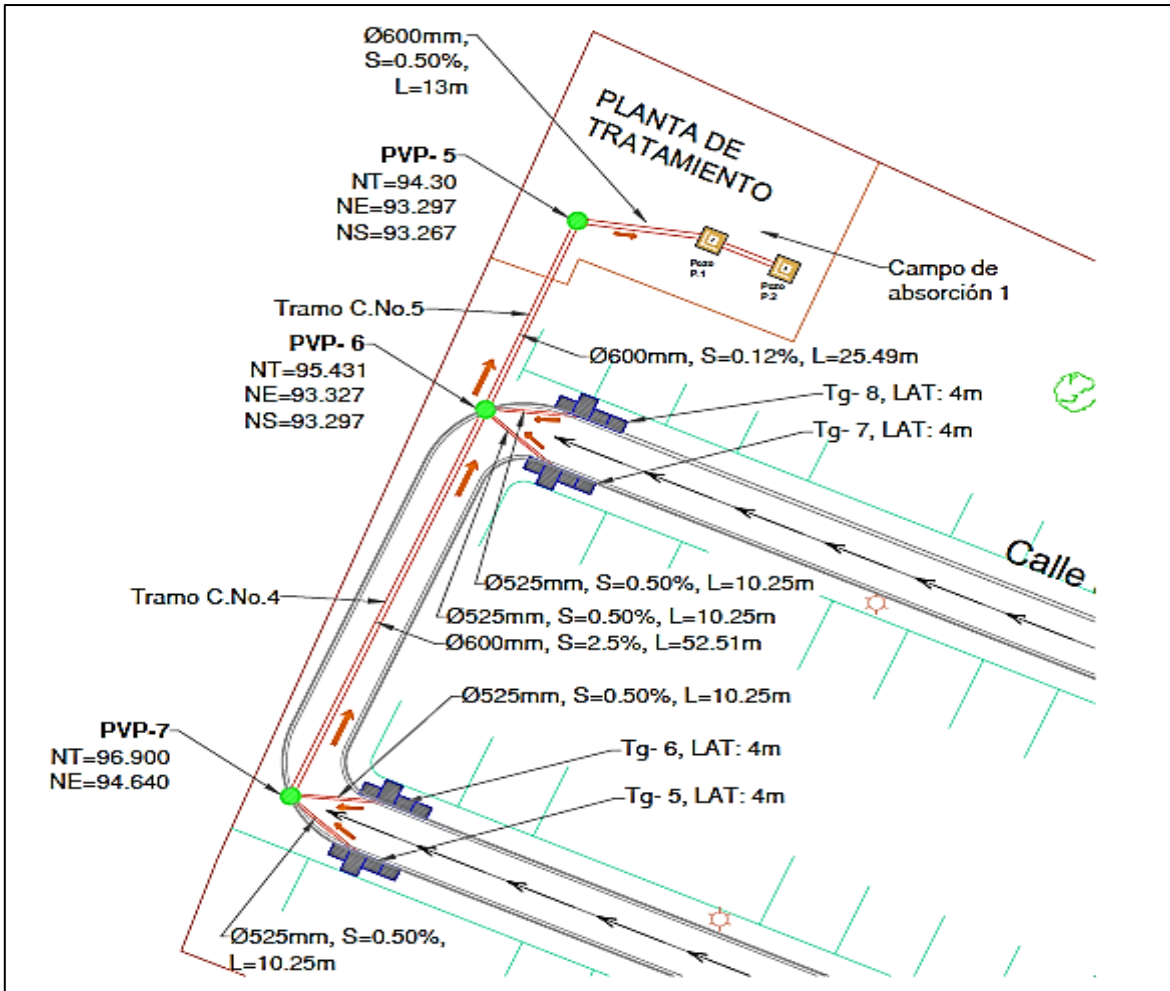 Ø600mm,
S=0.50%,
L=13m
PLANTA DE
TRATAMIENTO
PVP- 5
NT=94.30
NE=93.297
NS=93.267
Pozo
P.1
Pozo
P.2
Campo de
absorción 1
Tramo C.No.5
PVP- 6
NT=95.431
NE=93.327
NS=93.297
Ø600mm, S=0.12%, L=25.49m
Tg- 8, LAT: 4m
Tg- 7, LAT: 4m
Calle
Ø525mm, S=0.50%, L=10.25m
Tramo C.No.4
Ø525mm, S=0.50%, L=10.25m
Ø600mm, S=2.5%, L=52.51m
Ø525mm, S=0.50%, L=10.25m
PVP-7
NT=96.900
NE=94.640
Tg- 6, LAT: 4m
Tg- 5, LAT: 4m
Ø525mm, S=0.50%,
L=10.25m